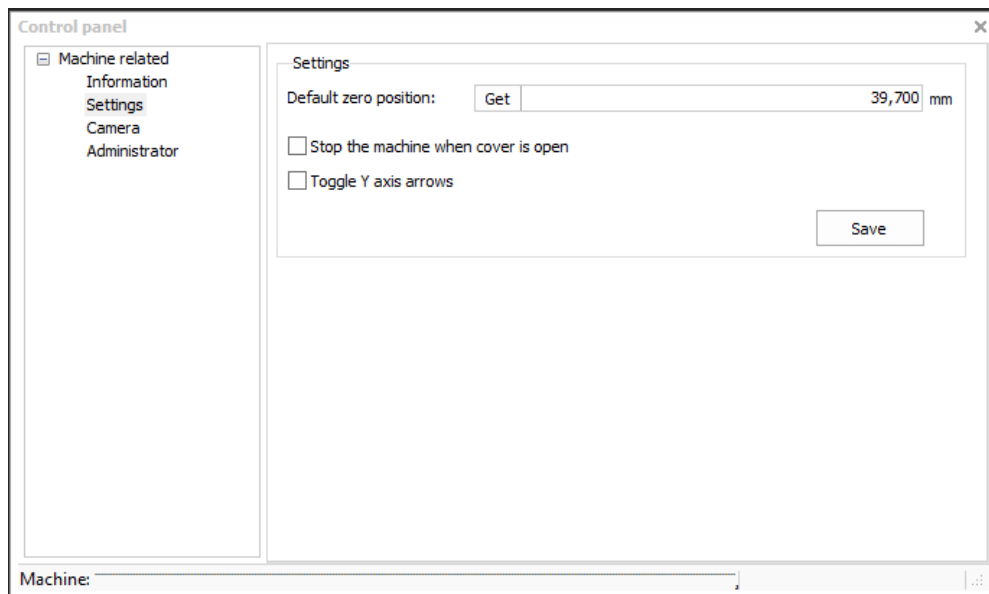 Control panel
Machine related
Information
Settings
Camera
Administrator
Settings
Default zero position: Get 39,700 mm
Stop the machine when cover is open
Toggle Y axis arrows
Save
Machine: